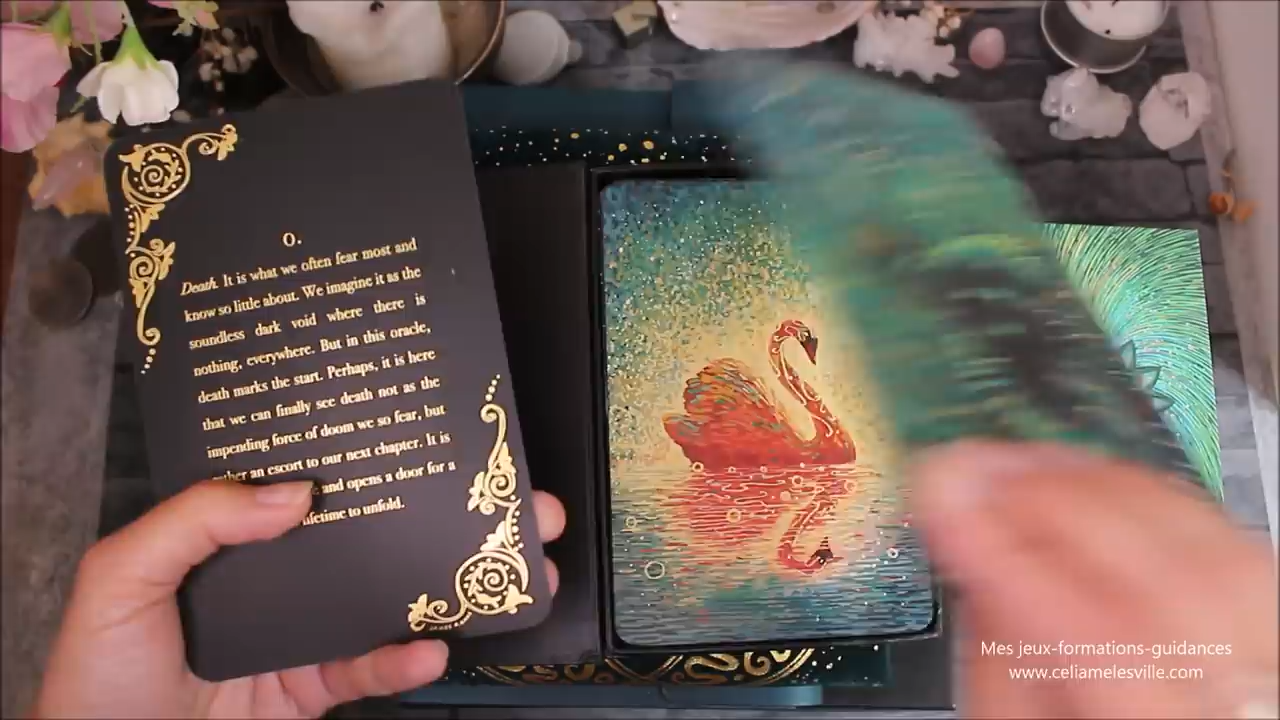 0.
Death. It is what we often fear most and
know so little about. We imagine it as the
soundless dark void where there is
nothing, everywhere. But in this oracle,
death marks the start. Perhaps, it is here
that we can finally see death not as the
impending force of doom we so fear, but
an escort to our next chapter. It is
and opens a door for a
to unfold.
Mes jeux-formations-guidances
www.celiamelesville.com